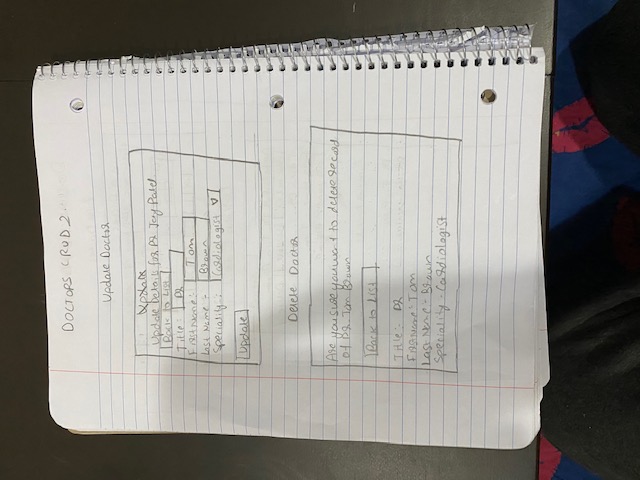 DOCTORS CRUD 2
Update Doctor
Update Details for Dr Jay Patel
Back to List
Title:- DR
First Name:- Tom
Last Name:- Brown
Speciality:- Cardiologist
Update
Delete Doctor
Are you sure you want to delete record
of DR. Tom Brown
Back to List
Title:- DR
First Name:- Tom
Last Name:- Brown
Speciality:- Cardiologist